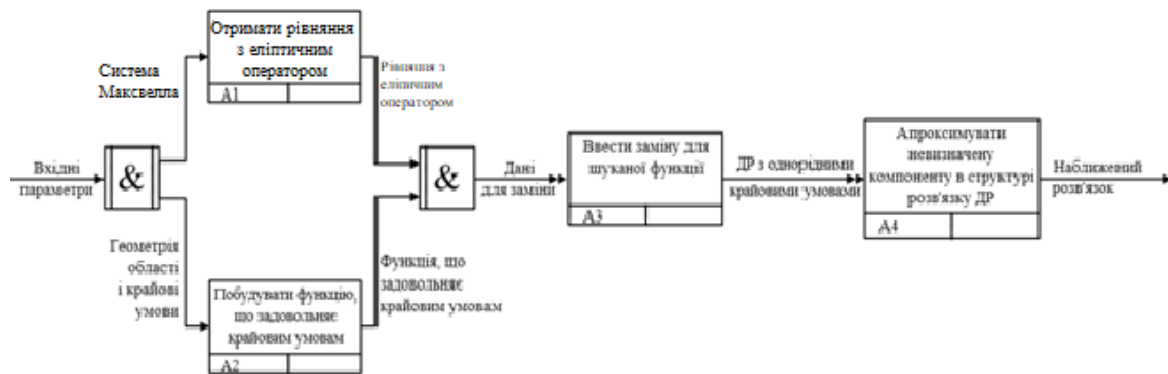 Отримати рівняння
з еліптичним
оператором
А1
Система
Максвелла
Рівняння з
еліпичним
оператором
Вхідні
параметри
&
&
Дані
для заміни
Ввести заміну для
шуканої функції
А3
ДР з однорідними
крайовими умовами
Апроксимувати
невизначену
компоненту в структурі
розв'язку ДР
А4
Наближений
розв'язок
Геометрія
області
і крайові
умови
Побудувати функцію,
що задовольняє
крайовим умовам
А2
Функція, що
задовольняє
крайовим умовам